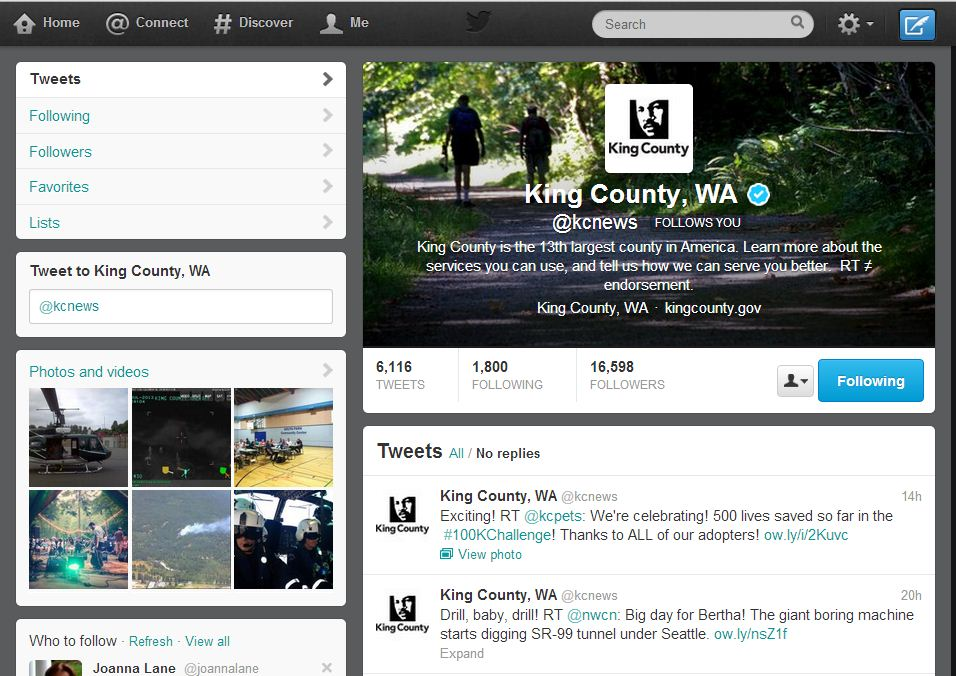 Home
Connect
Discover
Me
Search
Tweets
Following
Followers
Favorites
Lists
Tweet to King County, WA
@kcnews
Photos and videos
Who to follow · Refresh · View all
Joanna Lane @joannalane
King County
King County, WA
@kcnews FOLLOWS YOU
King County is the 13th largest county in America. Learn more about the
services you can use, and tell us how we can serve you better. RT ≠
endorsement.
King County, WA · kingcounty.gov
6,116
TWEETS
1,800
FOLLOWING
16,598
FOLLOWERS
Following
Tweets All / No replies
King County
King County, WA @kcnews 14h
Exciting! RT @kcpets: We're celebrating! 500 lives saved so far in the
#100KChallenge! Thanks to ALL of our adopters! ow.ly/i/2Kuvc
View photo
King County
King County, WA @kcnews 20h
Drill, baby, drill! RT @nwcn: Big day for Bertha! The giant boring machine
starts digging SR-99 tunnel under Seattle. ow.ly/nsZ1f
Expand